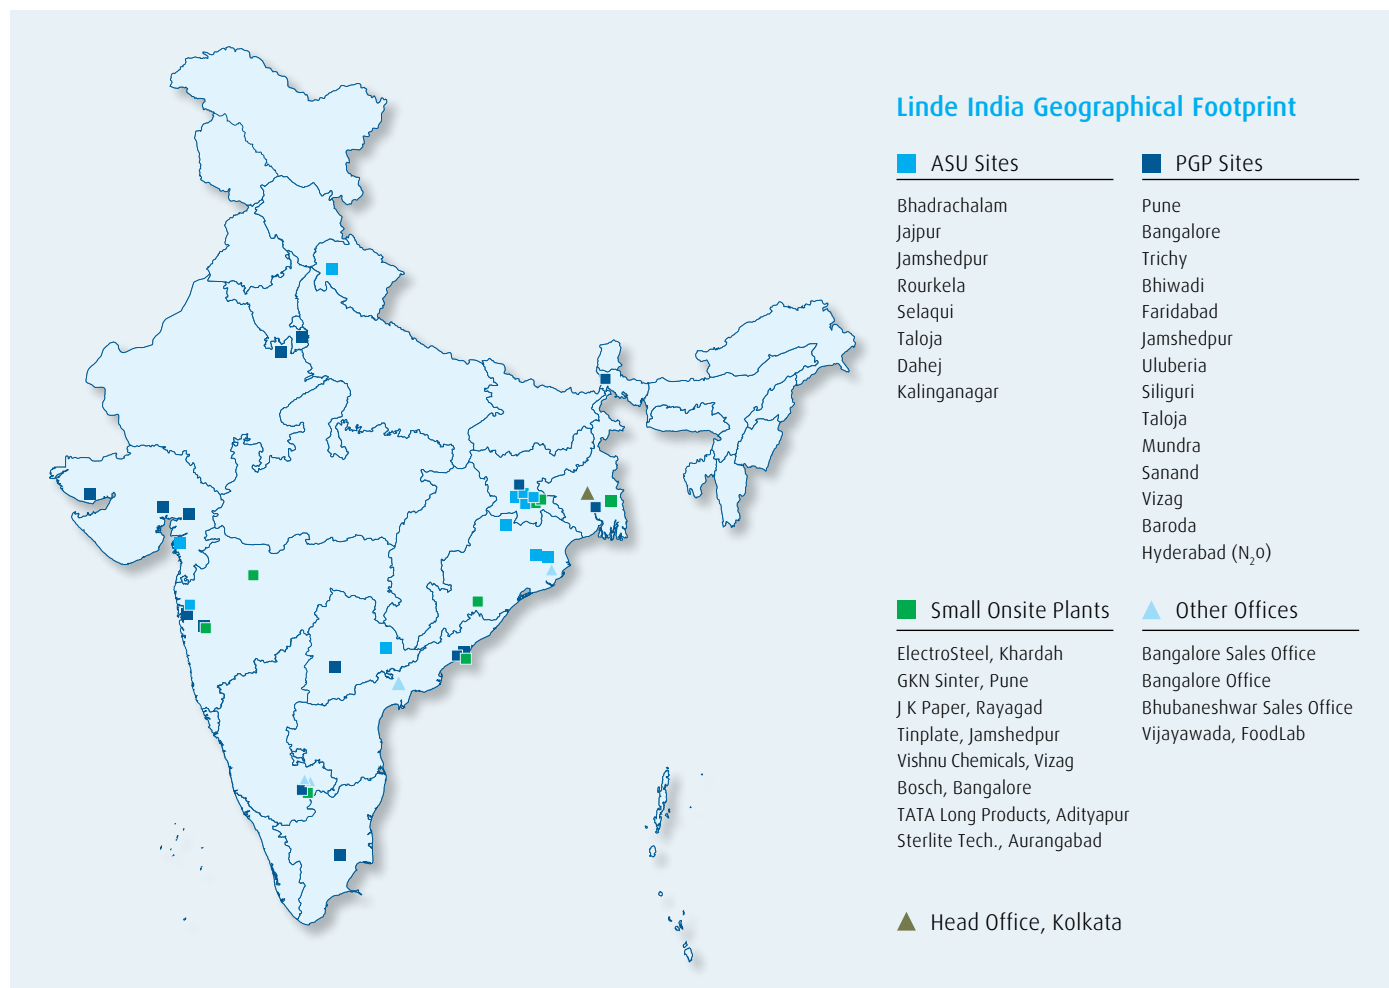 Linde India Geographical Footprint
ASU Sites
Bhadrachalam
Jajpur
Jamshedpur
Rourkela
Selaqui
Taloja
Dahej
Kalinganagar
PGP Sites
Pune
Bangalore
Trichy
Bhiwadi
Faridabad
Jamshedpur
Uluberia
Siliguri
Taloja
Mundra
Sanand
Vizag
Baroda
Hyderabad (N₂o)
Small Onsite Plants
ElectroSteel, Khardah
GKN Sinter, Pune
J K Paper, Rayagad
Tinplate, Jamshedpur
Vishnu Chemicals, Vizag
Bosch, Bangalore
TATA Long Products, Adityapur
Sterlite Tech., Aurangabad
Other Offices
Bangalore Sales Office
Bangalore Office
Bhubaneshwar Sales Office
Vijayawada, FoodLab
Head Office, Kolkata